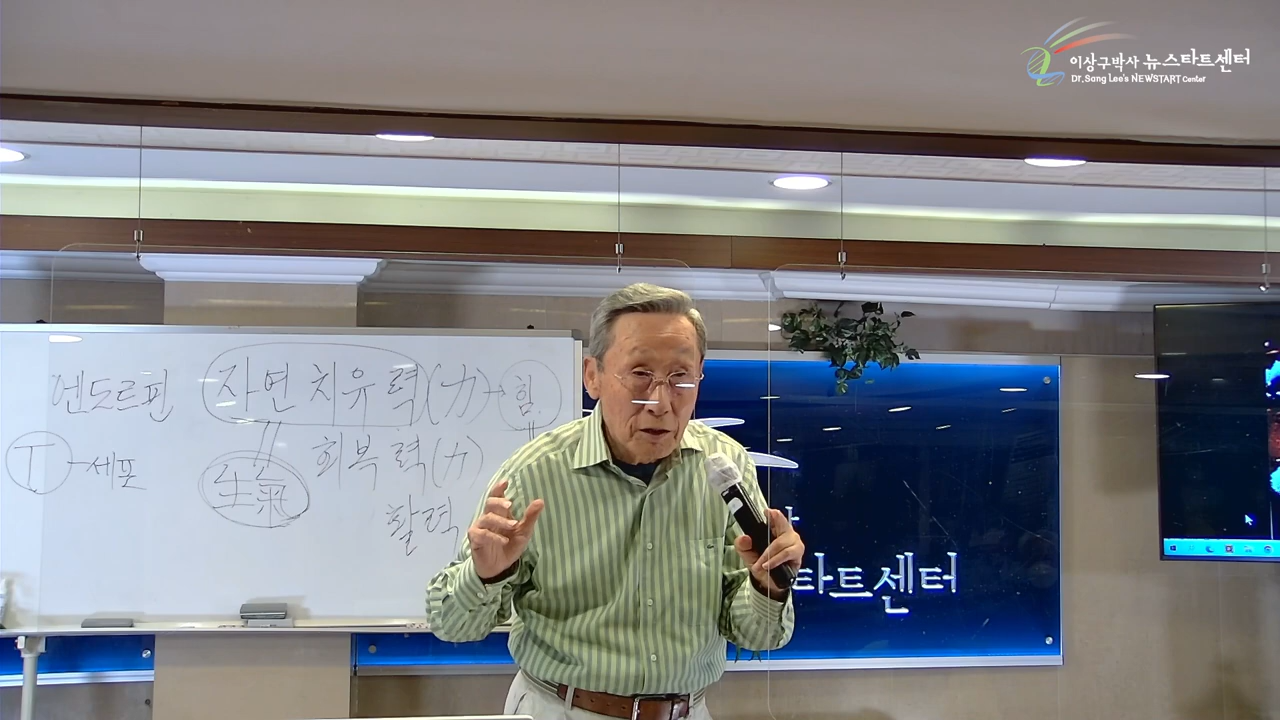 이상구박사 뉴스타트센터
Dr. Sang Lee's NEWSTART Center
엔도르핀 자연치유력(力)→힘
T-세포 生氣 회복력(力)
활력
타트센터